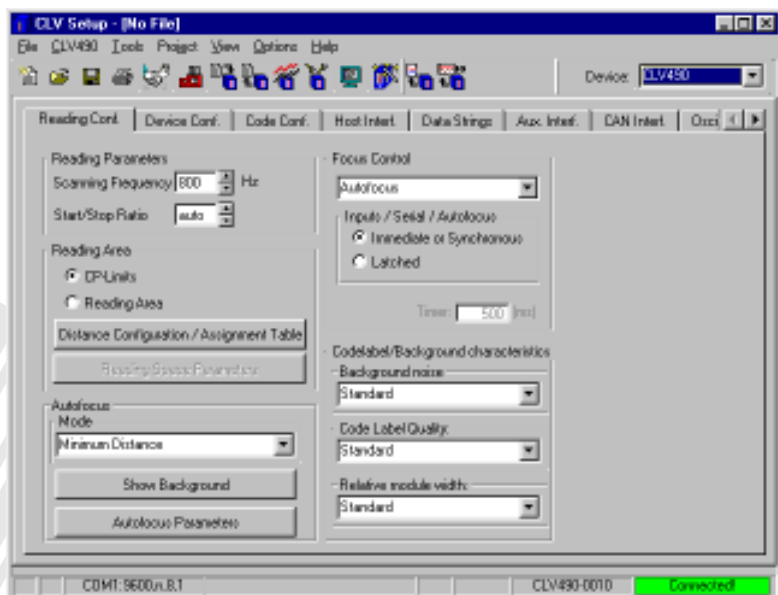 CLV Setup - [No File]
File CLV490 Tools Project View Options Help
Device: CLV490
Reading Conf. Device Conf. Code Conf. Host Interf. Data Strings Aux. Interf. CAN Interf. Osci
Reading Parameters
Scanning Frequency 800 Hz
Start/Stop Ratio auto
Reading Area
CP-Limits
Reading Area
Distance Configuration / Assignment Table
Reading Space Parameters
Autofocus
Mode
Minimum Distance
Show Background
Autofocus Parameters
Focus Control
Autofocus
Inputs / Serial / Autofocus
Immediate or Synchronous
Latched
Timer: 500 [ms]
Codelabel/Background characteristics
Background noise
Standard
Code Label Quality:
Standard
Relative module width:
Standard
COM1: 9600,n,8,1 CLV490-0010 Connected!